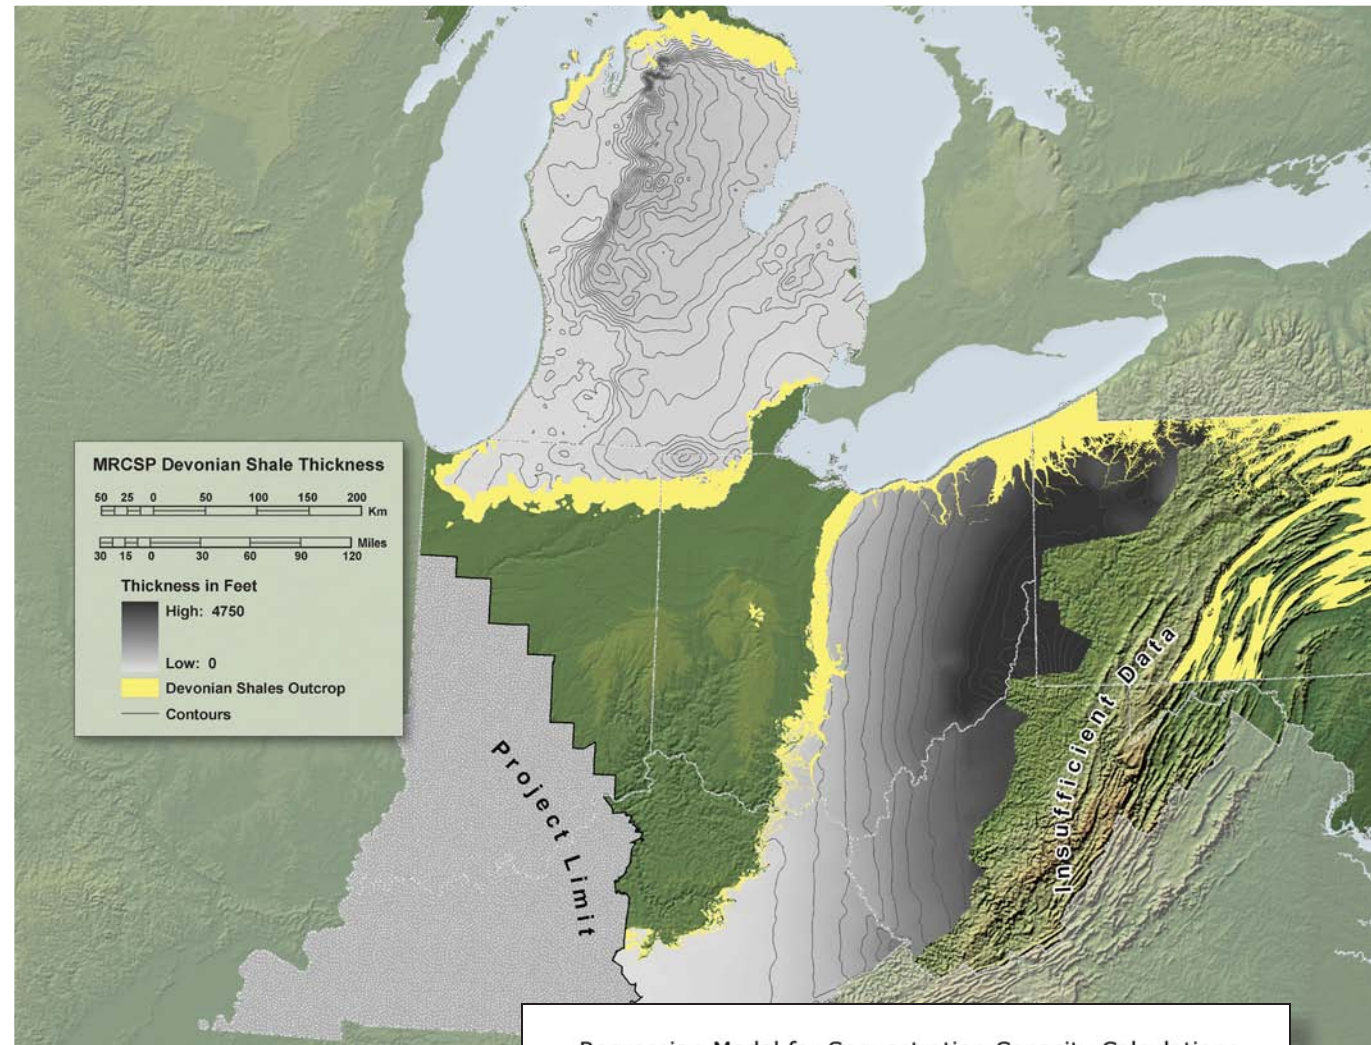 MRCSP Devonian Shale Thickness
50 25 0 50 100 150 200
Km
Miles
30 15 0 30 60 90 120
Thickness in Feet
High: 4750
Low: 0
Devonian Shales Outcrop
Contours
Project Limit
Insufficient Data